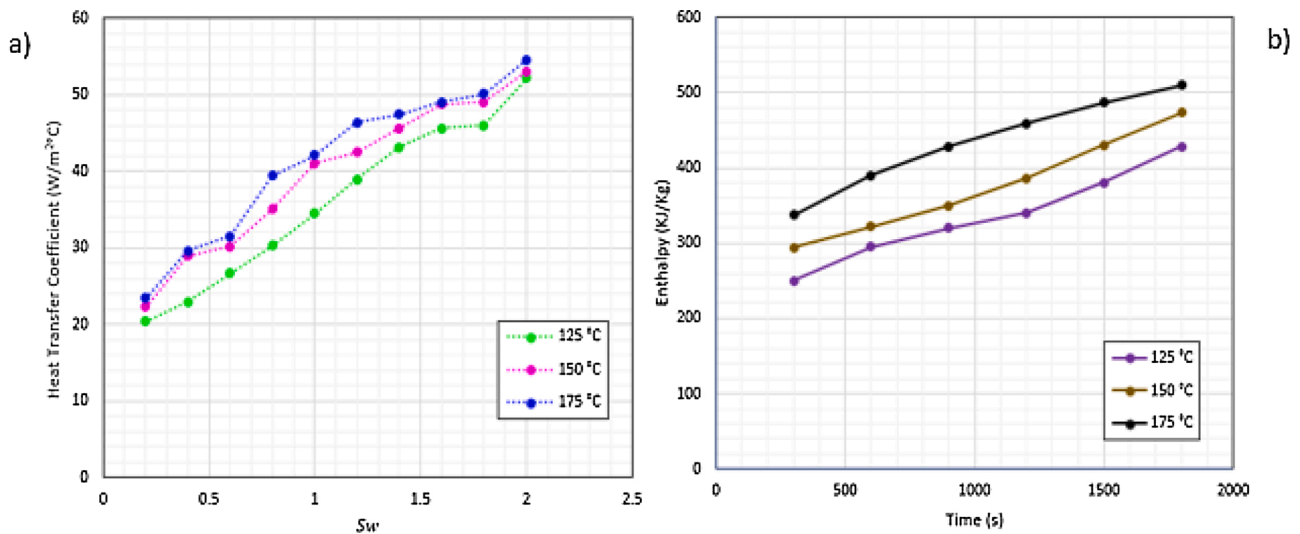 a)
Heat Transfer Coefficient (W/m²°C)
60
50
40
30
20
10
0
0 0.5 1 1.5 2 2.5
Sw
125 °C
150 °C
175 °C
b)
Enthalpy (KJ/Kg)
600
500
400
300
200
100
0
0 500 1000 1500 2000
Time (s)
125 °C
150 °C
175 °C